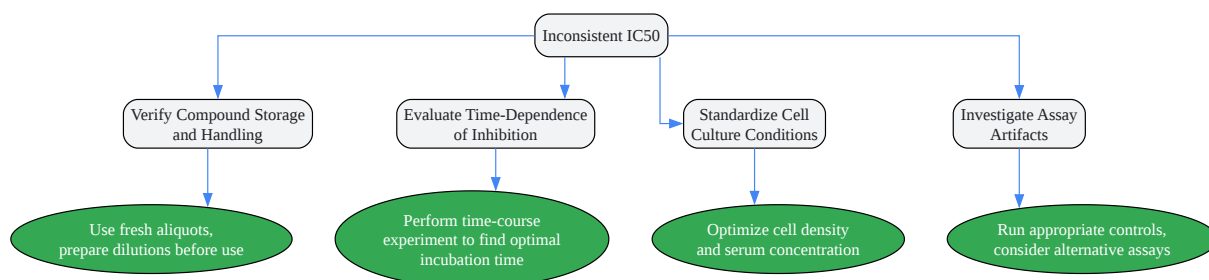 Inconsistent IC50
Verify Compound Storage
and Handling
Evaluate Time-Dependence
of Inhibition
Standardize Cell
Culture Conditions
Investigate Assay
Artifacts
Use fresh aliquots,
prepare dilutions before use
Perform time-course
experiment to find optimal
incubation time
Optimize cell density
and serum concentration
Run appropriate controls,
consider alternative assays